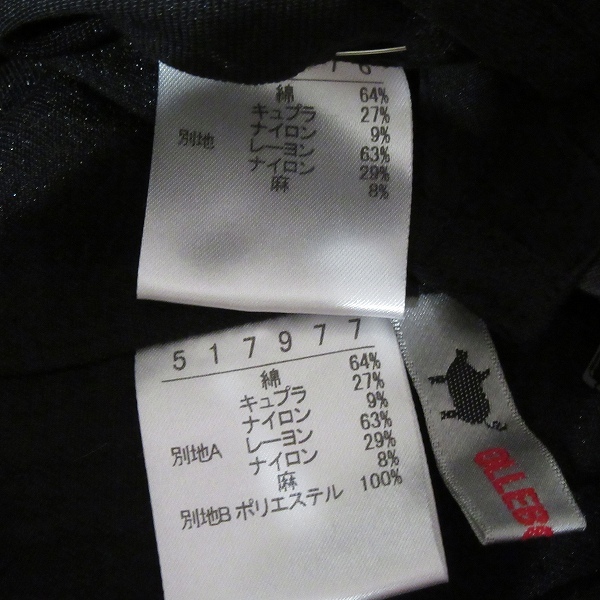 綿 64%
キュプラ 27%
ナイロン 9%
別地 レーヨン 63%
ナイロン 29%
麻 8%
517977
綿 64%
キュプラ 27%
ナイロン 9%
別地A レーヨン 63%
ナイロン 29%
麻 8%
別地B ポリエステル 100%